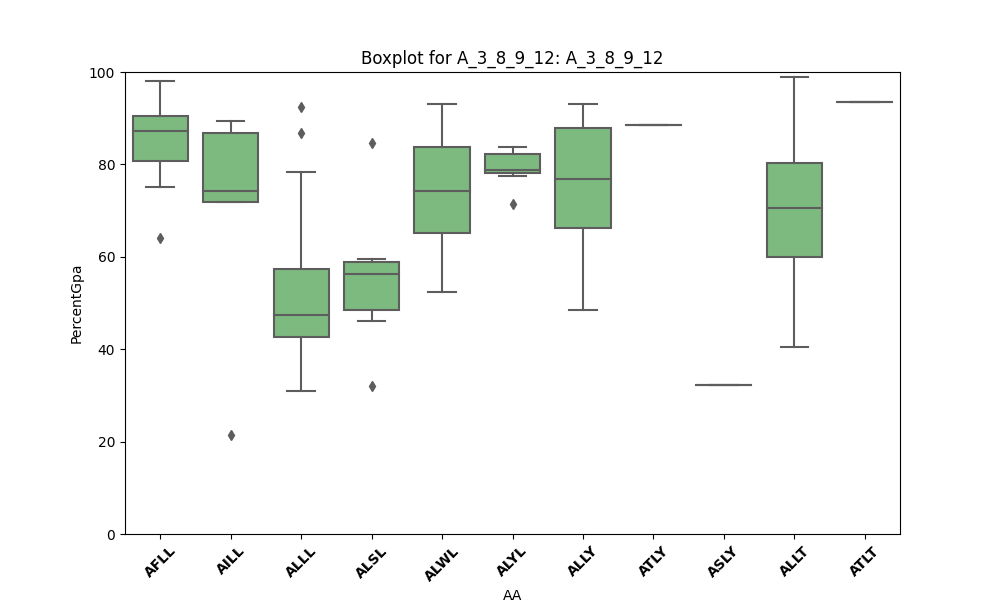 Boxplot for A_3_8_9_12: A_3_8_9_12
PercentGpa
100
80
60
40
20
0
AFLL AILL ALLL ALSL ALWL ALYL ALLY ATLY ASLY ALLT ATLT
AA